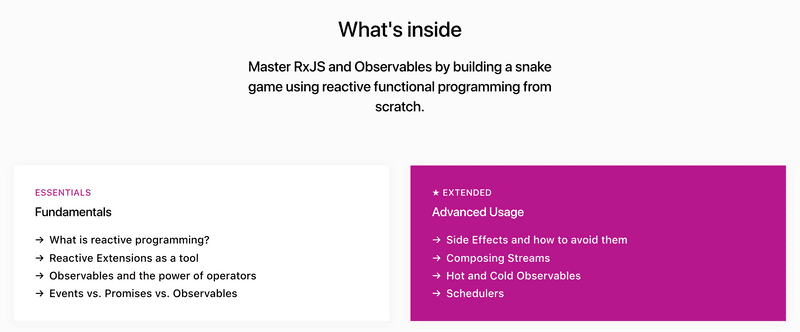 What's inside
Master RxJS and Observables by building a snake
game using reactive functional programming from
scratch.
ESSENTIALS
Fundamentals
→ What is reactive programming?
→ Reactive Extensions as a tool
→ Observables and the power of operators
→ Events vs. Promises vs. Observables
★ EXTENDED
Advanced Usage
→ Side Effects and how to avoid them
→ Composing Streams
→ Hot and Cold Observables
→ Schedulers